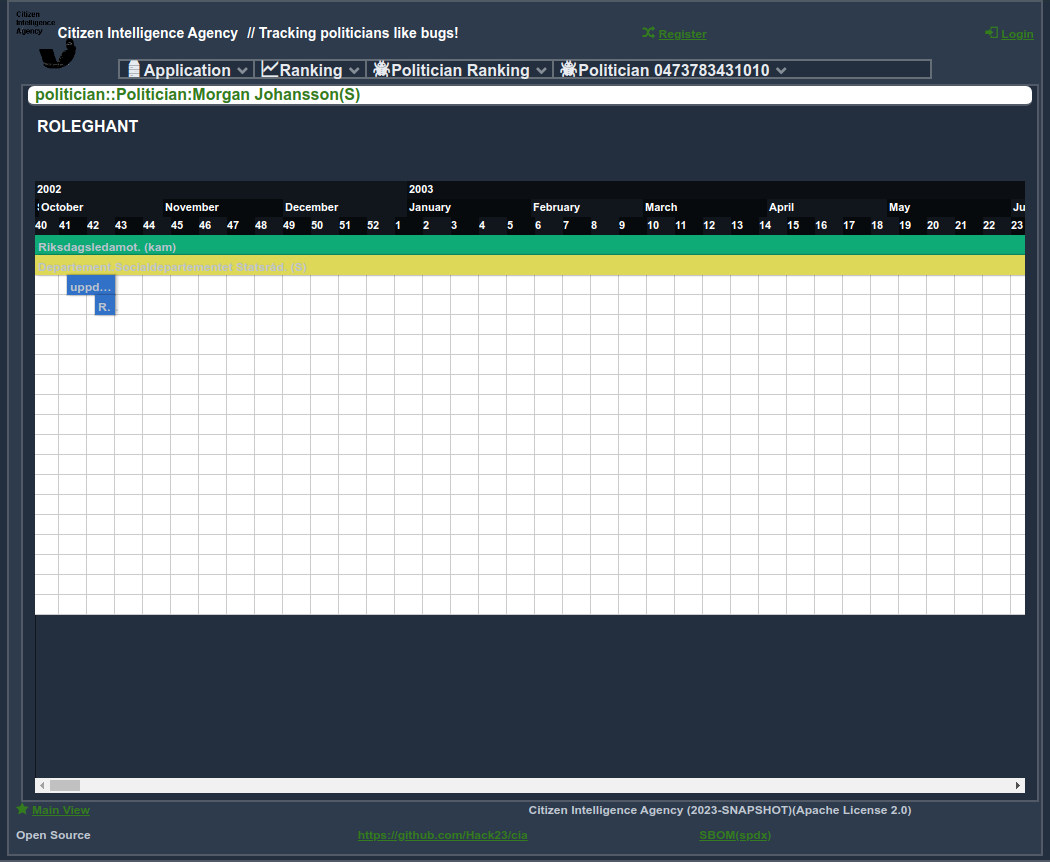 Citizen
Intelligence
Agency
Citizen Intelligence Agency // Tracking politicians like bugs!
Register
Login
Application
Ranking
Politician Ranking
Politician 0473783431010
politician::Politician:Morgan Johansson(S)
ROLEGHANT
2002 2003
October November December January February March April May Ju
40 41 42 43 44 45 46 47 48 49 50 51 52 1 2 3 4 5 6 7 8 9 10 11 12 13 14 15 16 17 18 19 20 21 22 23
Riksdagsledamot. (kam)
Departement.Socialdepartementet Statsråd. (S)
uppd...
R.
Main View
Citizen Intelligence Agency (2023-SNAPSHOT)(Apache License 2.0)
Open Source
https://github.com/Hack23/cia
SBOM(spdx)